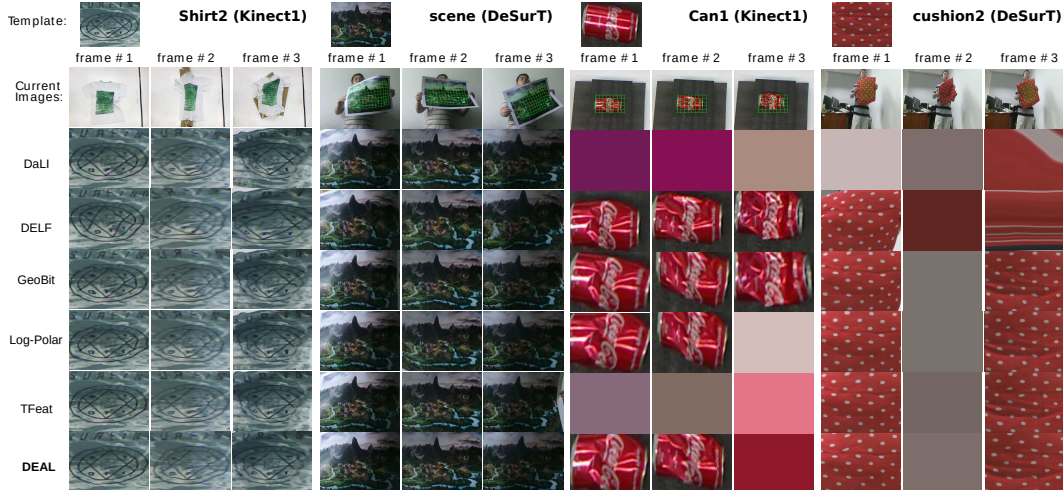 Template:
Shirt2 (Kinect1)
scene (DeSurT)
Can1 (Kinect1)
cushion2 (DeSurT)
frame # 1 frame # 2 frame # 3 frame # 1 frame # 2 frame # 3 frame # 1 frame # 2 frame # 3 frame # 1 frame # 2 frame # 3
Current
Images:
DaLI
DELF
GeoBit
Log-Polar
TFeat
DEAL